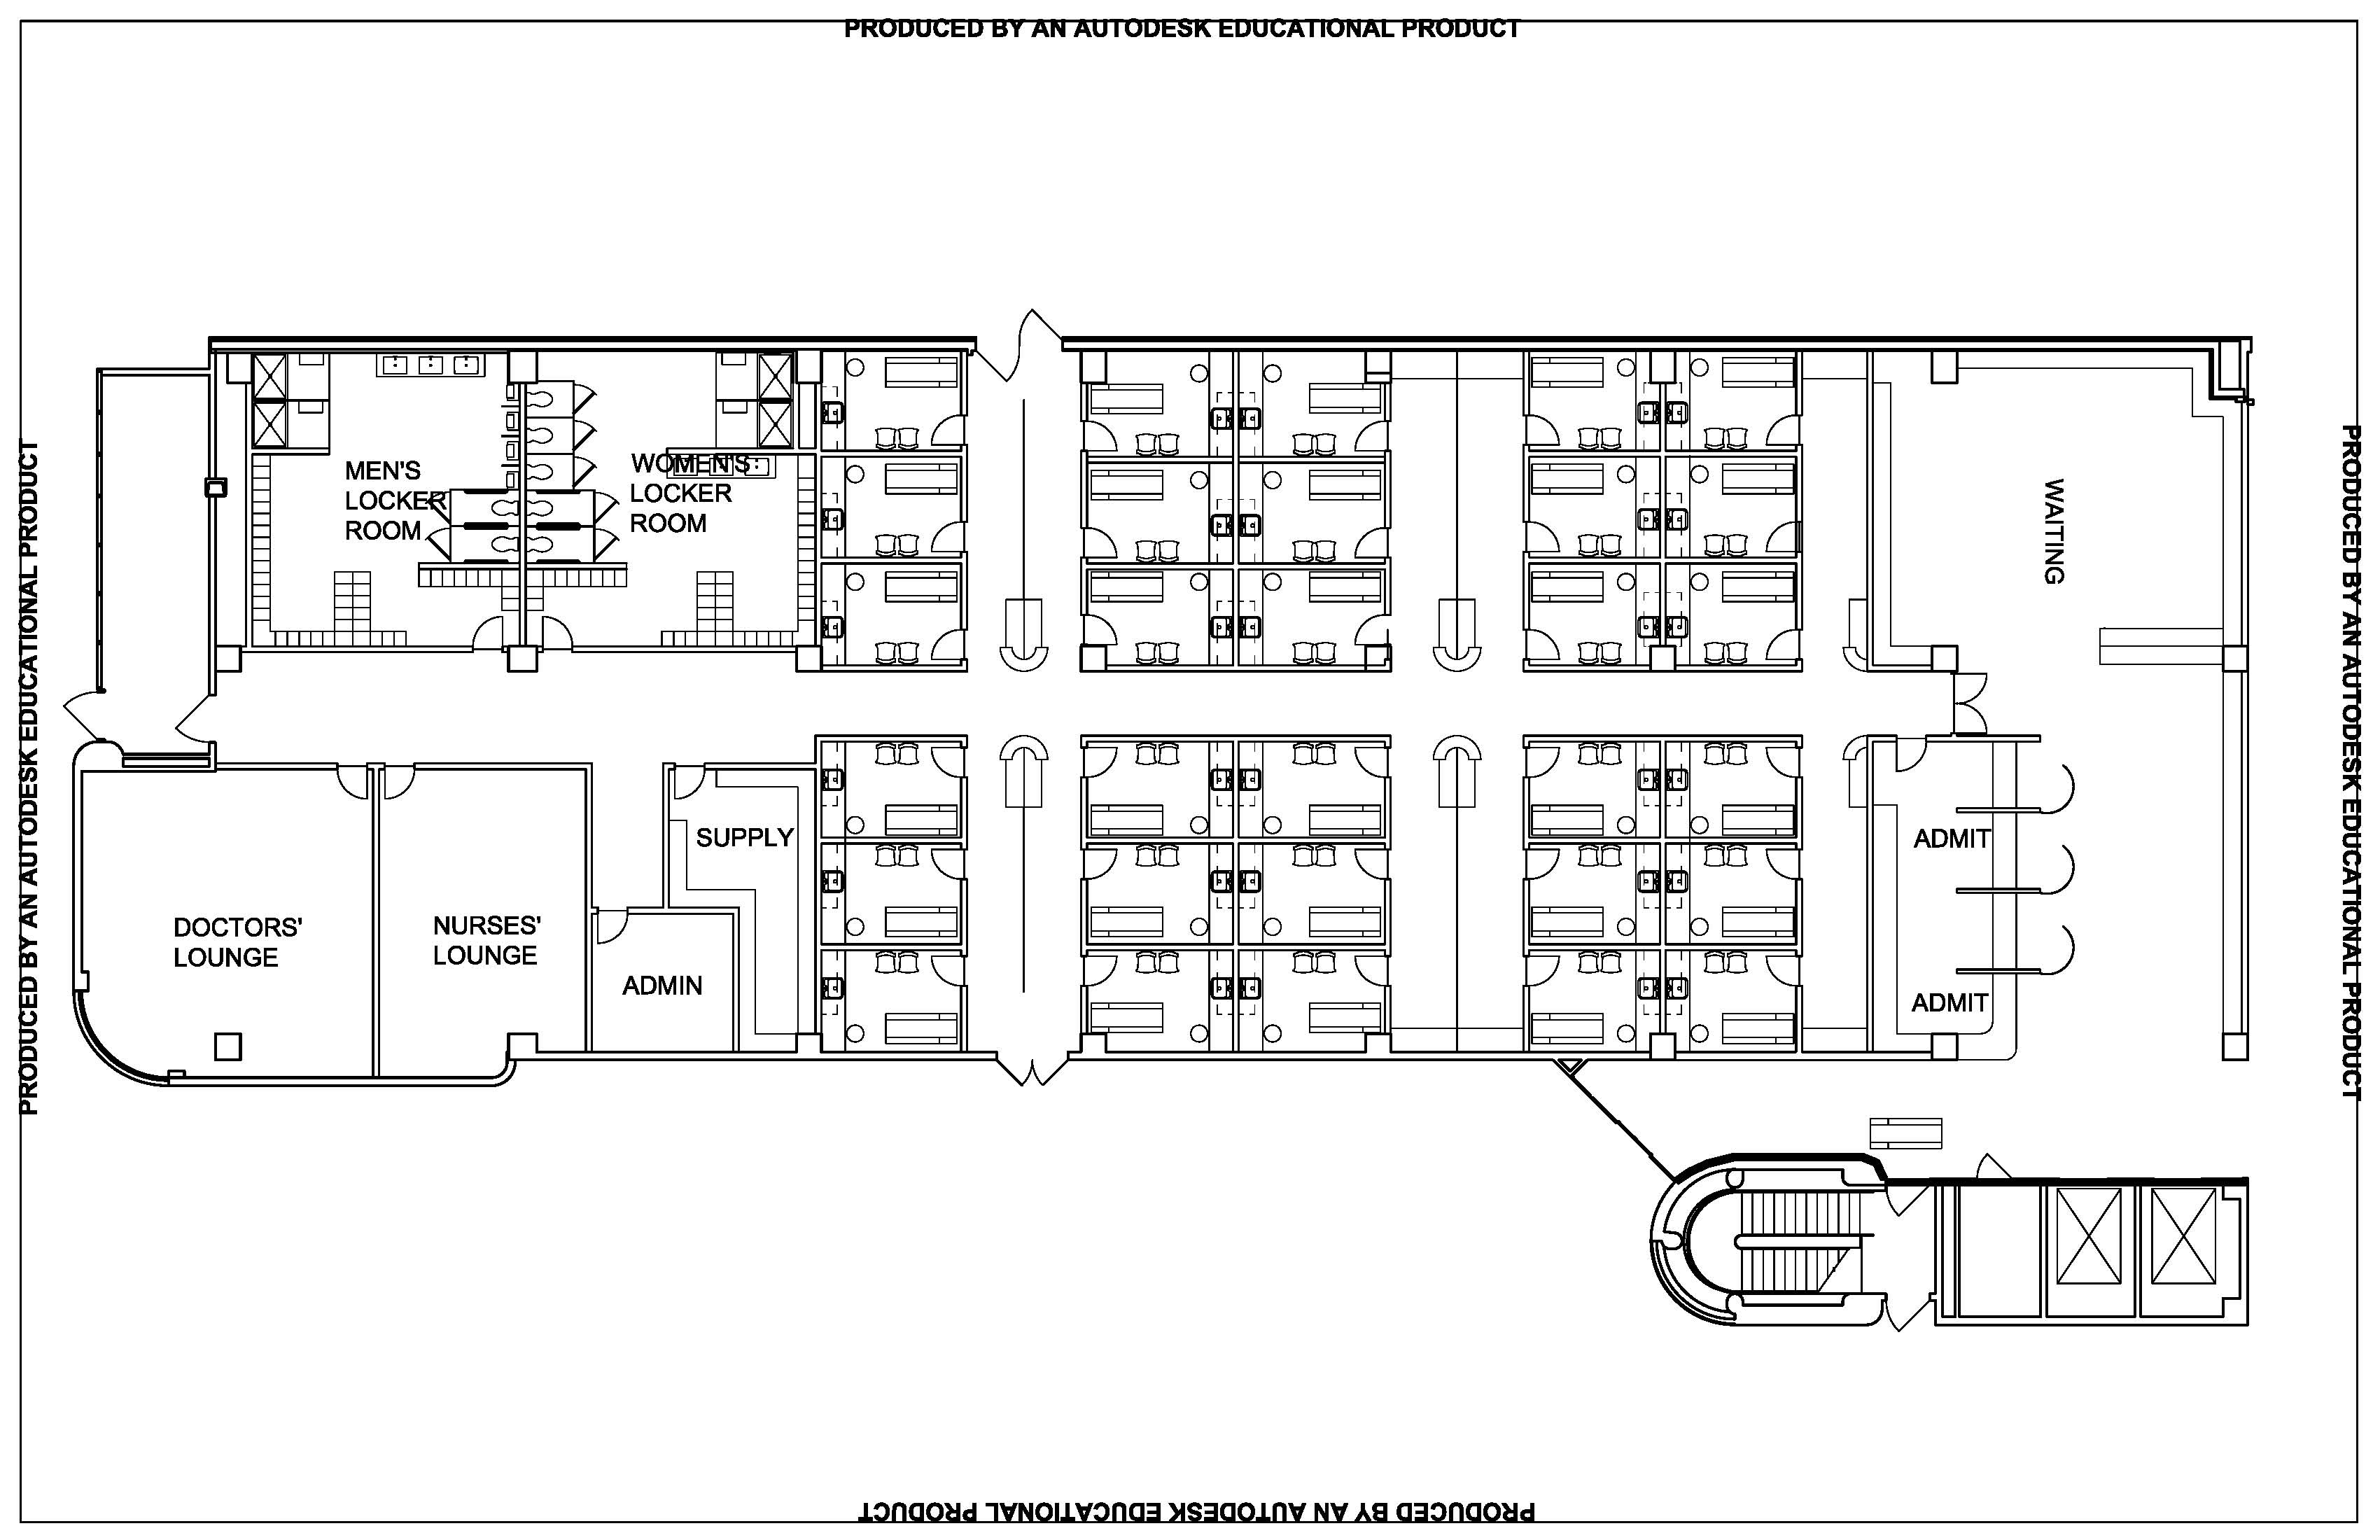 PRODUCED BY AN AUTODESK EDUCATIONAL PRODUCT
PRODUCED BY AN AUTODESK EDUCATIONAL PRODUCT
PRODUCED BY AN AUTODESK EDUCATIONAL PRODUCT
MEN'S
LOCKER
ROOM
WOMEN'S
LOCKER
ROOM
WAITING
SUPPLY
ADMIT
DOCTORS'
LOUNGE
NURSES'
LOUNGE
ADMIN
ADMIT
PRODUCED BY AN AUTODESK EDUCATIONAL PRODUCT